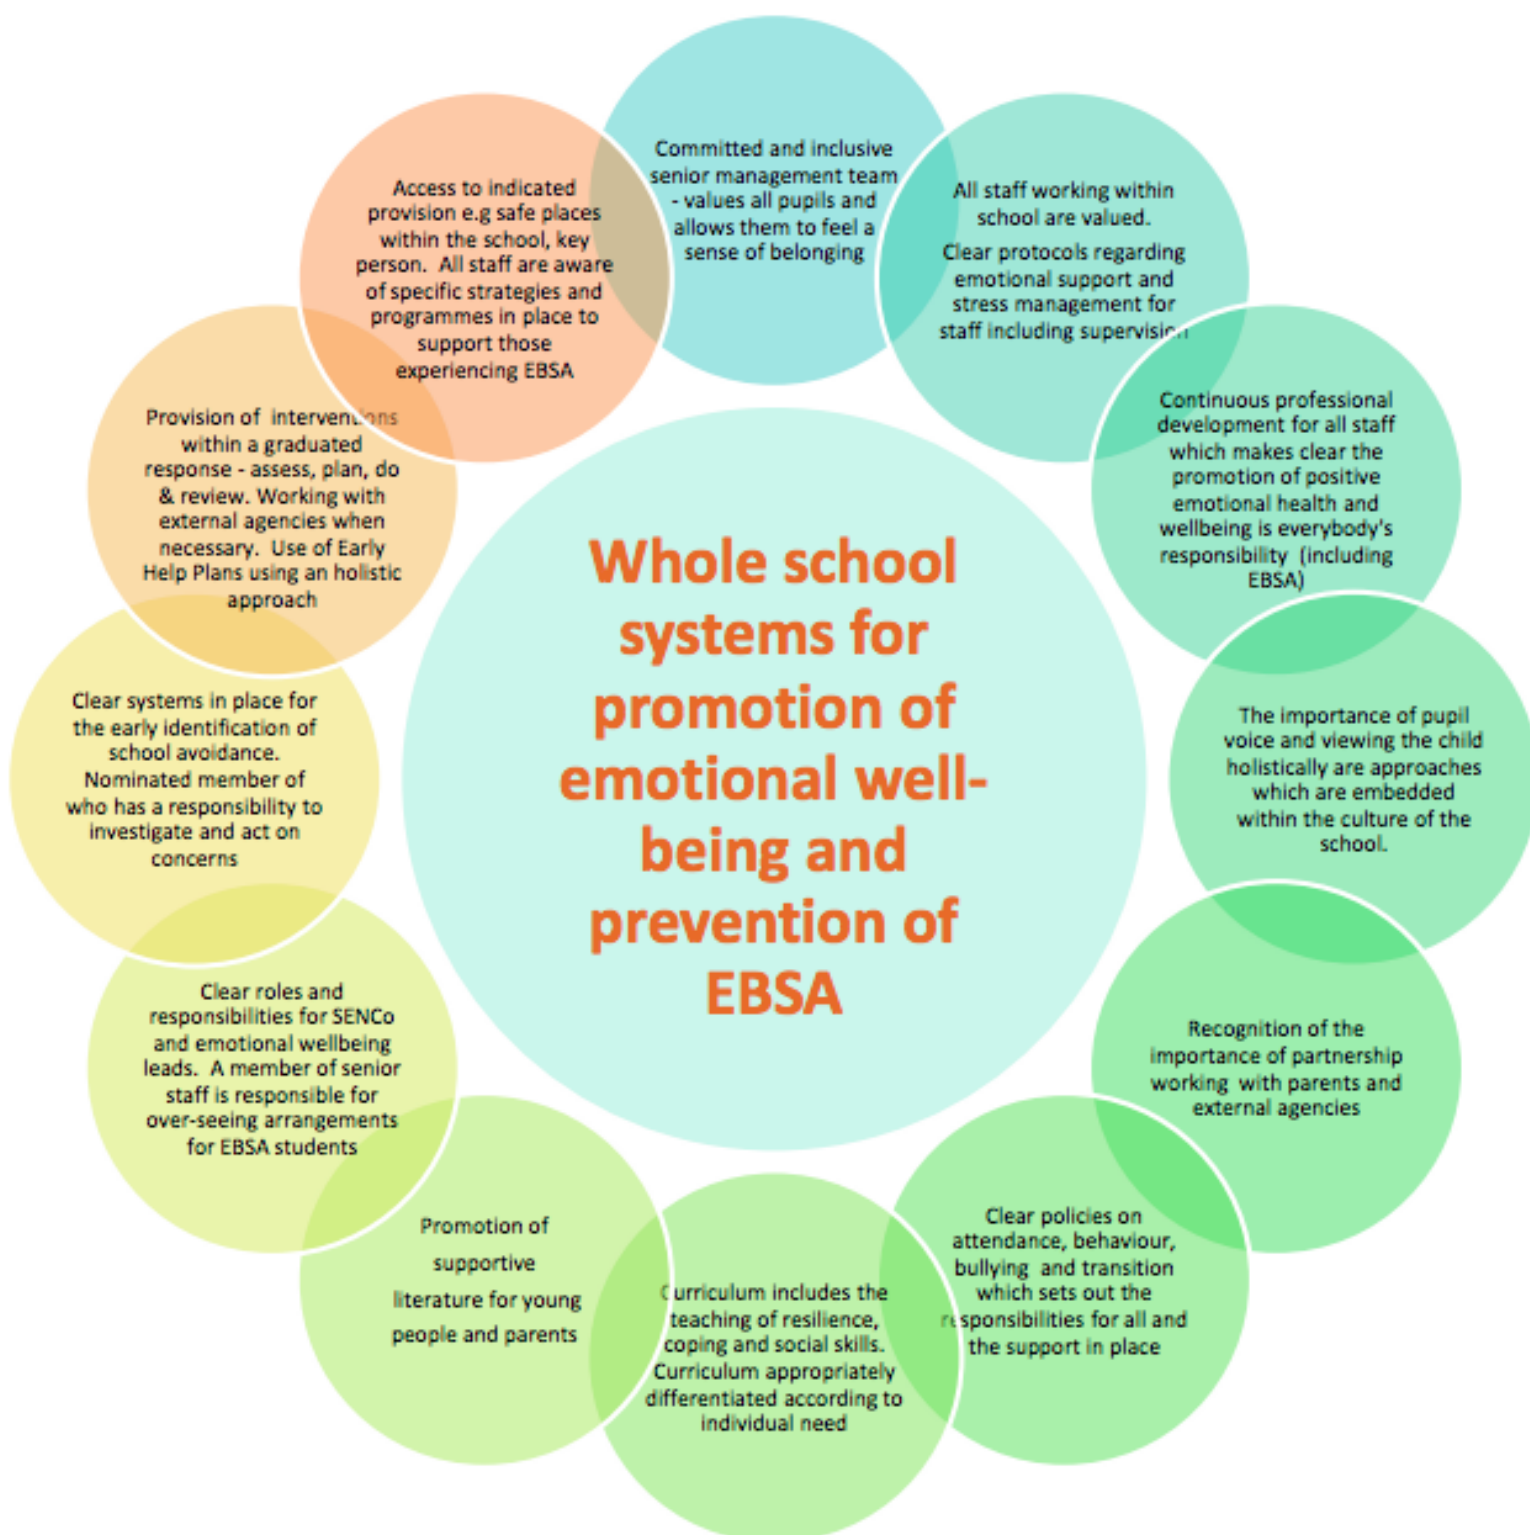 Committed and inclusive
senior management team
- values all pupils and
allows them to feel a
sense of belonging
All staff working within
school are valued.
Clear protocols regarding
emotional support and
stress management for
staff including supervision
Continuous professional
development for all staff
which makes clear the
promotion of positive
emotional health and
wellbeing is everybody's
responsibility (including
EBSA)
The importance of pupil
voice and viewing the child
holistically are approaches
which are embedded
within the culture of the
school.
Recognition of the
importance of partnership
working with parents and
external agencies
Clear policies on
attendance, behaviour,
bullying and transition
which sets out the
responsibilities for all and
the support in place
Curriculum includes the
teaching of resilience,
coping and social skills.
Curriculum appropriately
differentiated according to
individual need
Promotion of
supportive
literature for young
people and parents
Clear roles and
responsibilities for SENCo
and emotional wellbeing
leads. A member of senior
staff is responsible for
over-seeing arrangements
for EBSA students
Clear systems in place for
the early identification of
school avoidance.
Nominated member of
who has a responsibility to
investigate and act on
concerns
Provision of interventions
within a graduated
response - assess, plan, do
& review. Working with
external agencies when
necessary. Use of Early
Help Plans using an holistic
approach
Access to indicated
provision e.g safe places
within the school, key
person. All staff are aware
of specific strategies and
programmes in place to
support those
experiencing EBSA
Whole school
systems for
promotion of
emotional well-
being and
prevention of
EBSA